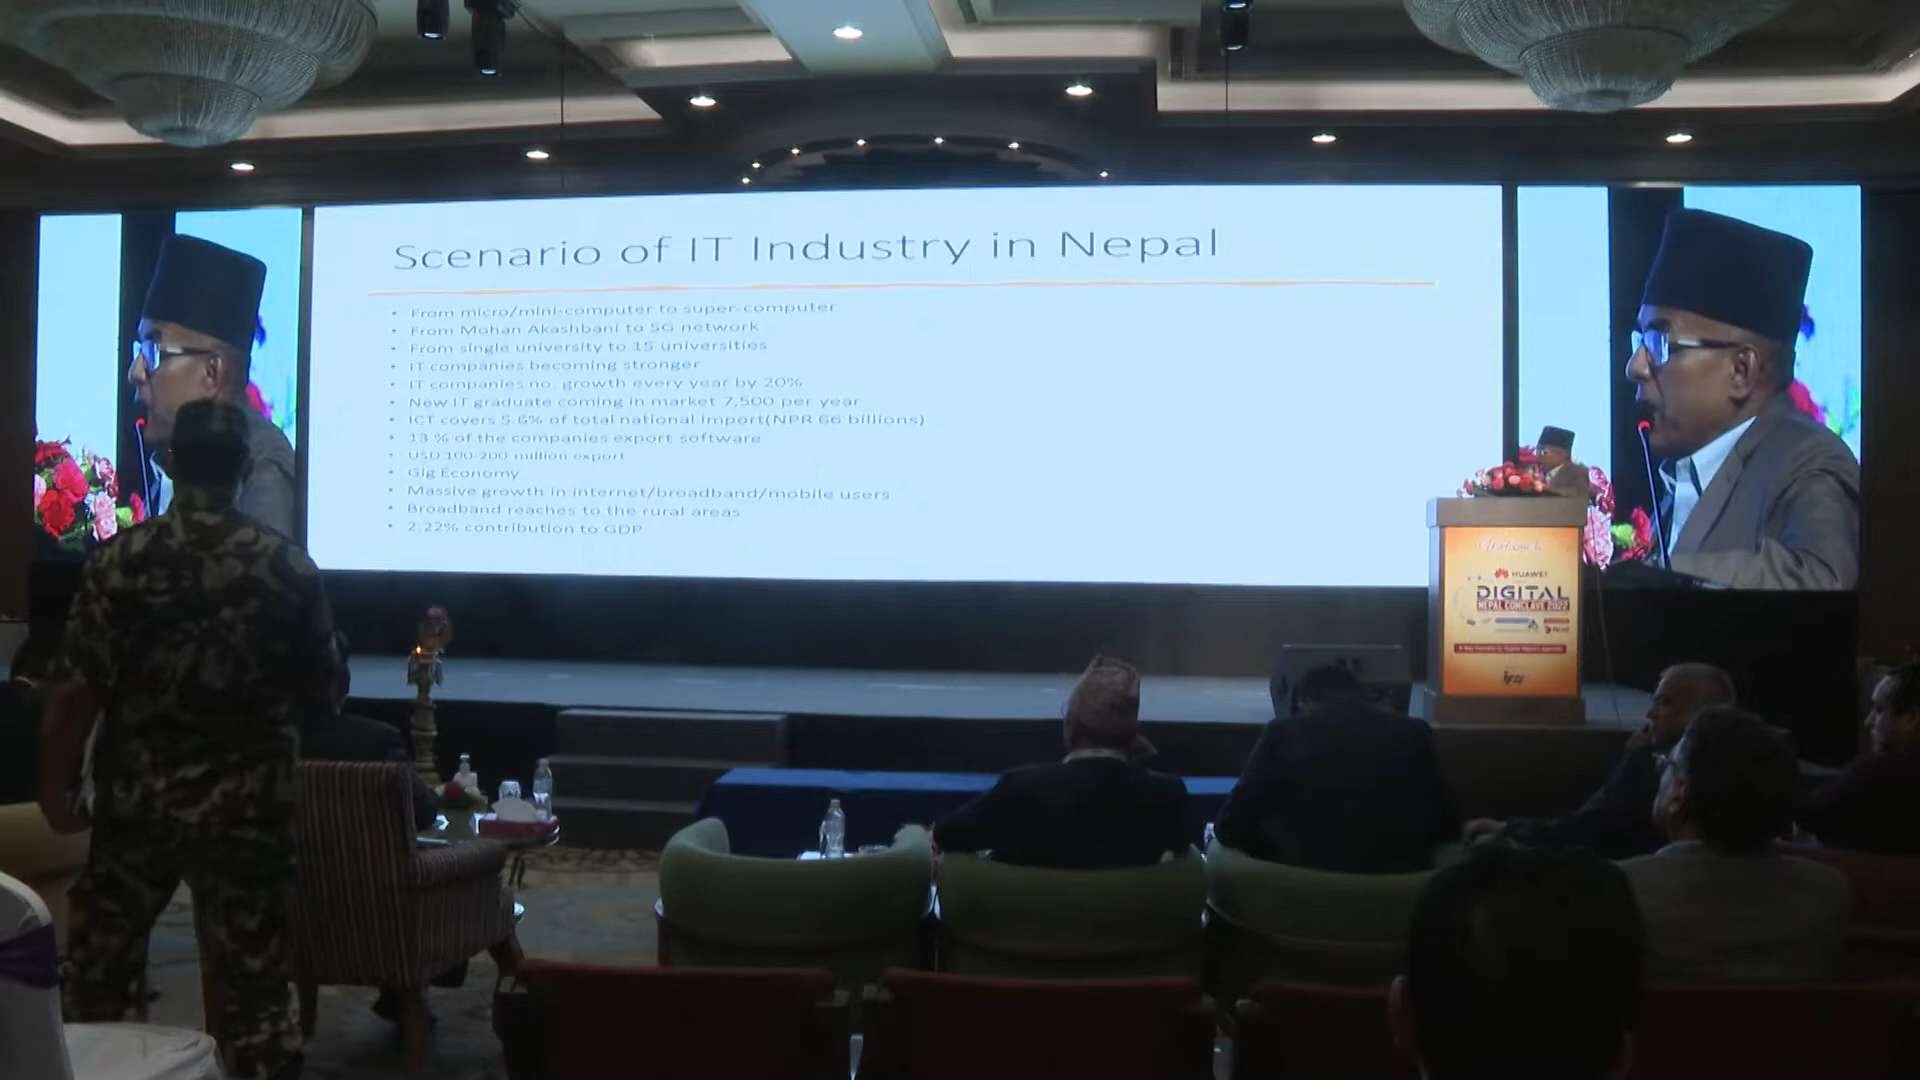 Scenario of IT Industry in Nepal
• From micro/mini-computer to super-computer
• From Mohan Akashbani to 5G network
• From single university to 15 universities
• IT companies becoming stronger
• IT companies no. growth every year by 20%
• New IT graduate coming in market 7,500 per year
• ICT covers 5.6% of total national import(NPR 66 billions)
• 13 % of the companies export software
• USD 100-200 million export
• Gig Economy
• Massive growth in internet/broadband/mobile users
• Broadband reaches to the rural areas
• 2.22% contribution to GDP
HUAWEI
DIGITAL
NEPAL CONCLAVE 2022